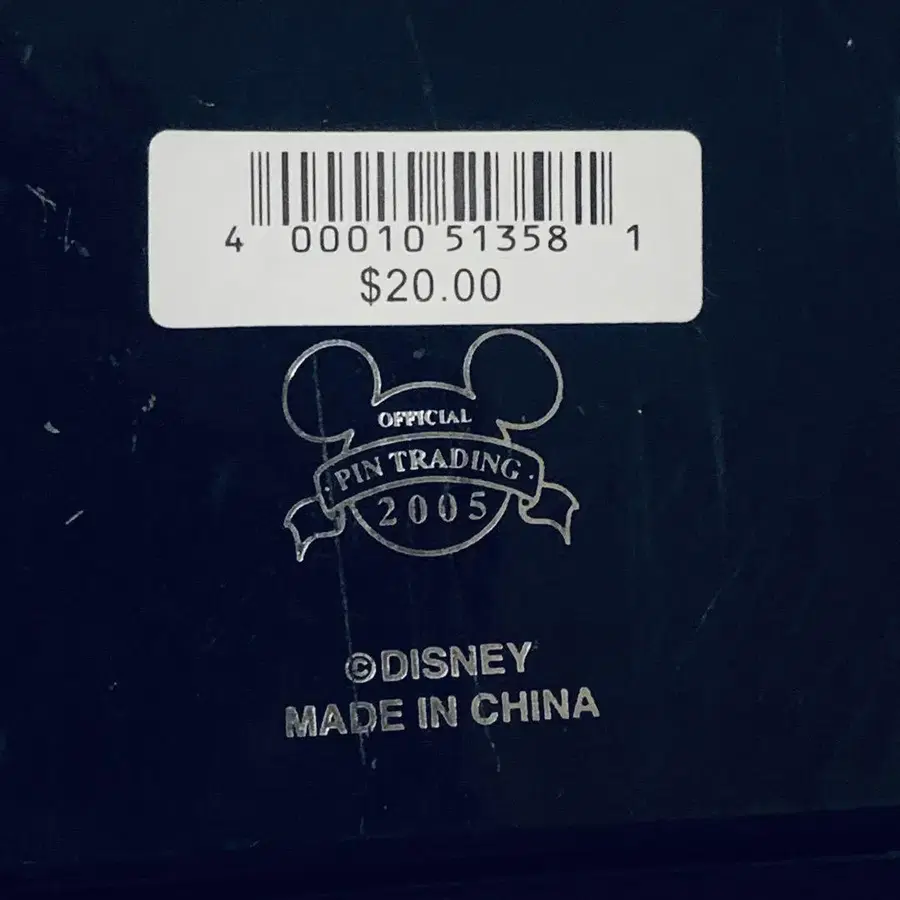 4 00010 51358 1
$20.00
OFFICIAL
· PIN TRADING ·
2005
©DISNEY
MADE IN CHINA